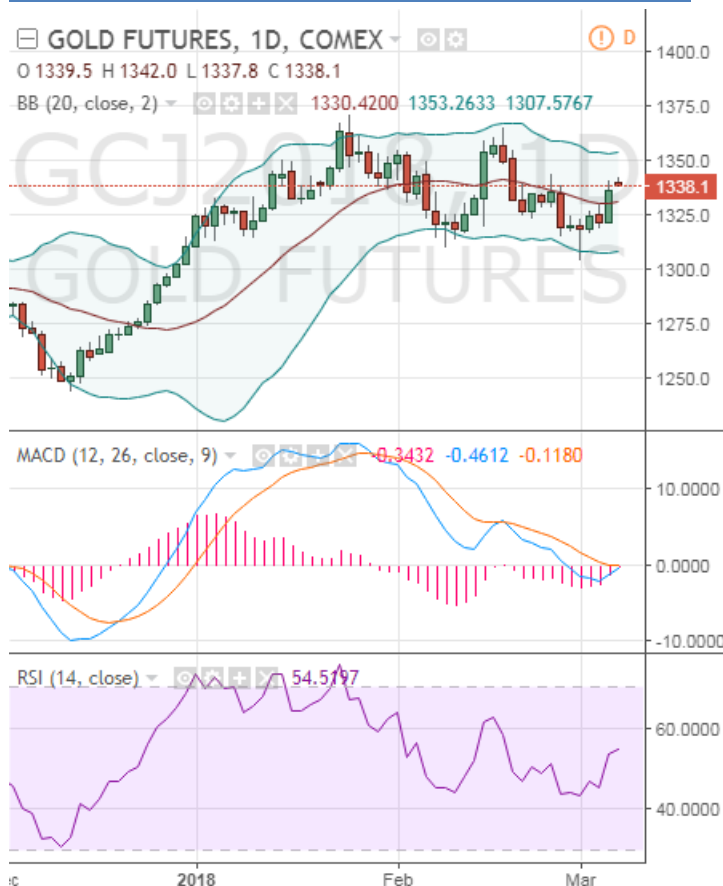 GOLD FUTURES, 1D, COMEX D
O 1339.5 H 1342.0 L 1337.8 C 1338.1
BB (20, close, 2) 1330.4200 1353.2633 1307.5767
GCJ2018, 1D
GOLD FUTURES
1400.0
1375.0
1350.0
1338.1
1325.0
1300.0
1275.0
1250.0
MACD (12, 26, close, 9) -0.3432 -0.4612 -0.1180
10.0000
0.0000
-10.0000
RSI (14, close) 54.5197
60.0000
40.0000
2018 Feb Mar